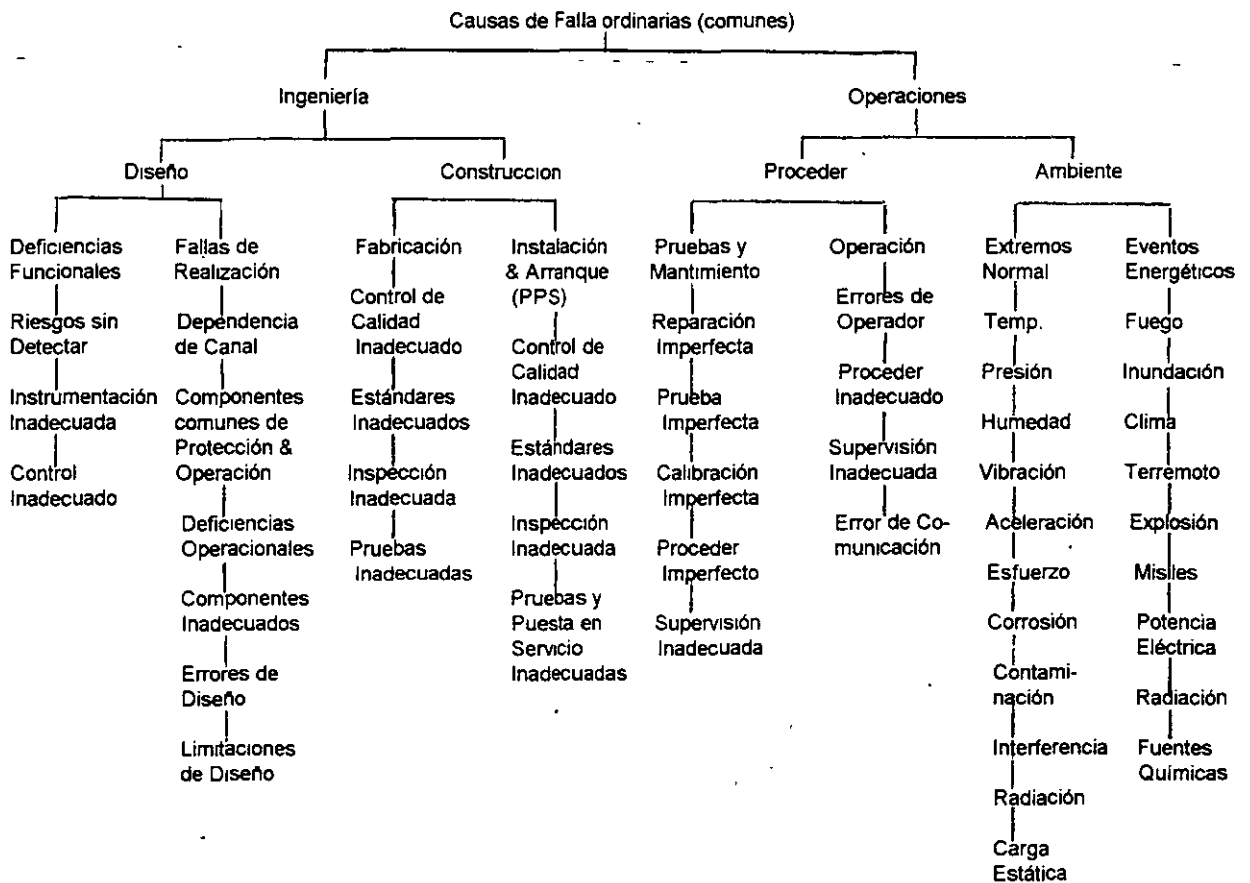 Causas de Falla ordinarias (comunes)
Ingeniería
Operaciones
Diseño
Construccion
Proceder
Ambiente
Deficiencias
Funcionales
Riesgos sin
Detectar
Instrumentación
Inadecuada
Control
Inadecuado
Fallas de
Realización
Dependencia
de Canal
Componentes
comunes de
Protección &
Operación
Deficiencias
Operacionales
Componentes
Inadecuados
Errores de
Diseño
Limitaciones
de Diseño
Fabricación
Control de
Calidad
Inadecuado
Estándares
Inadecuados
Inspección
Inadecuada
Pruebas
Inadecuadas
Instalación
& Arranque
(PPS)
Control de
Calidad
Inadecuado
Estándares
Inadecuados
Inspección
Inadecuada
Pruebas y
Puesta en
Servicio
Inadecuadas
Pruebas y
Mantimiento
Reparación
Imperfecta
Prueba
Imperfecta
Calibración
Imperfecta
Proceder
Imperfecto
Supervisión
Inadecuada
Operación
Errores de
Operador
Proceder
Inadecuado
Supervisión
Inadecuada
Error de Co-
municación
Extremos
Normal
Temp.
Presión
Humedad
Vibración
Aceleración
Esfuerzo
Corrosión
Contami-
nación
Interferencia
Radiación
Carga
Estática
Eventos
Energéticos
Fuego
Inundación
Clima
Terremoto
Explosión
Misiles
Potencia
Eléctrica
Radiación
Fuentes
Químicas